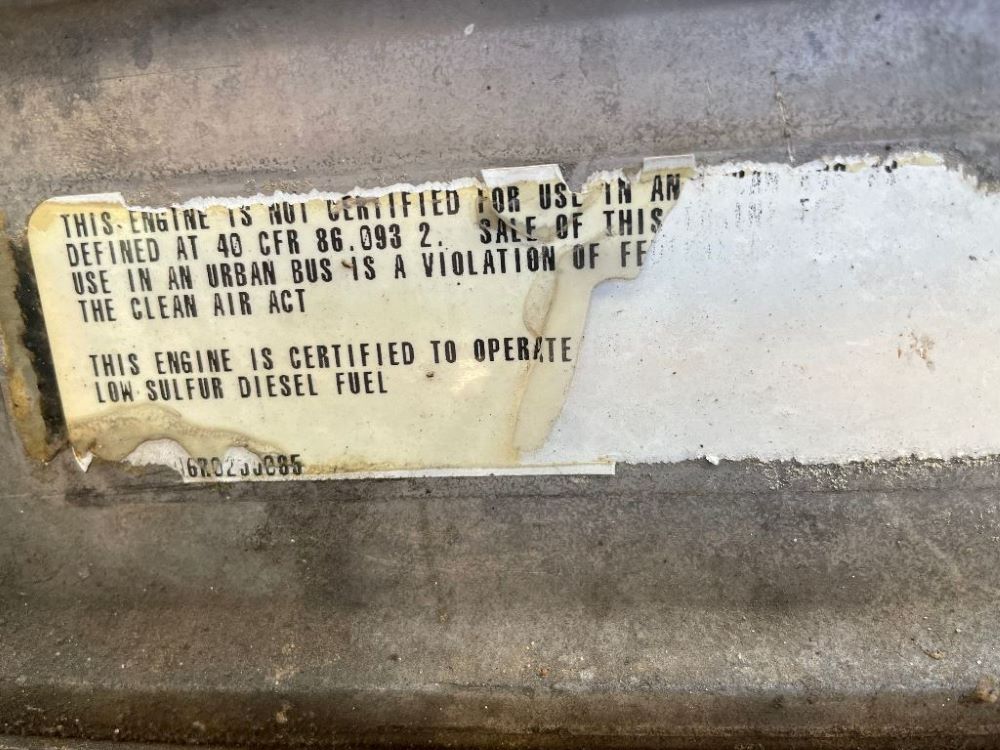 THIS ENGINE IS NOT CERTIFIED FOR USE IN AN
DEFINED AT 40 CFR 86.093 2. SALE OF THIS
USE IN AN URBAN BUS IS A VIOLATION OF
THE CLEAN AIR ACT
THIS ENGINE IS CERTIFIED TO OPERATE
LOW SULFUR DIESEL FUEL